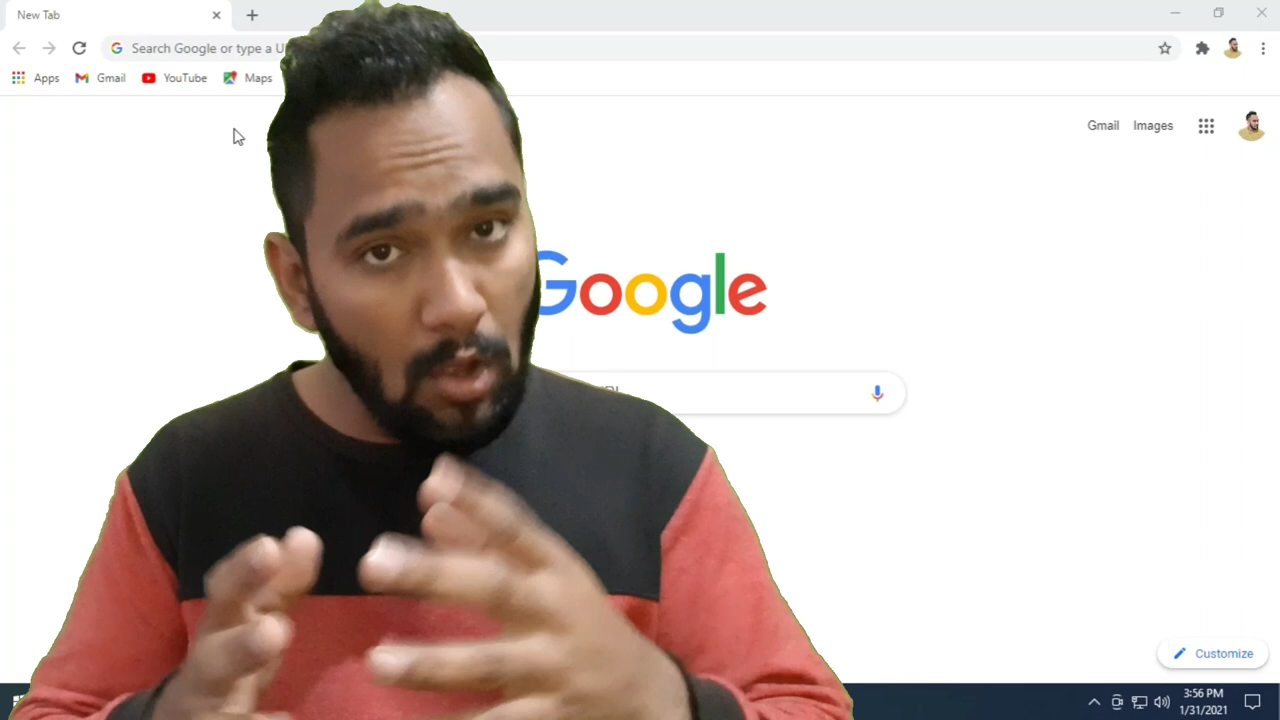 New Tab
Search Google or type a U
Apps Gmail YouTube Maps
Gmail Images
Google
Customize
3:56 PM
1/31/2021